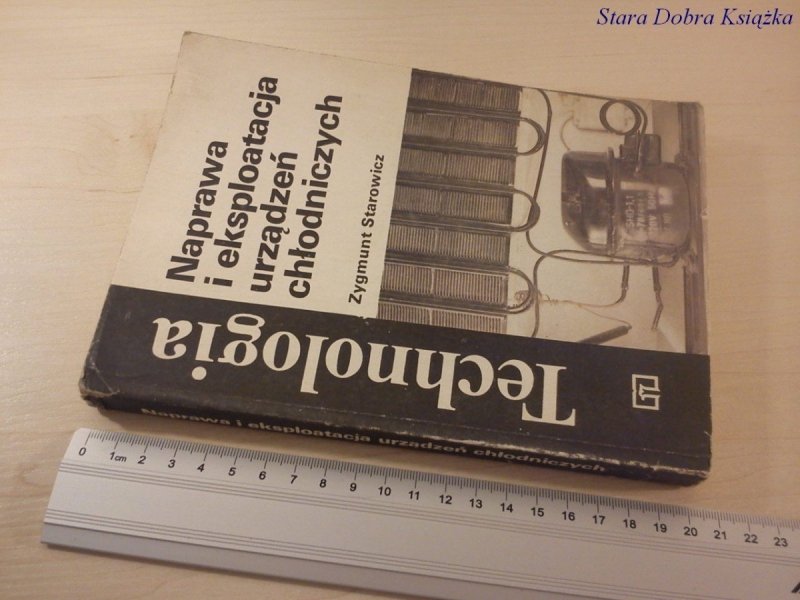 Stara Dobra Książka
Naprawa
i eksploatacja
urządzeń
chłodniczych
Zygmunt Starowicz
Technologia
Naprawa i eksploatacja urządzeń chłodniczych
0 1cm 2 3 4 5 6 7 8 9 10 11 12 13 14 15 16 17 18 19 20 21 22 23